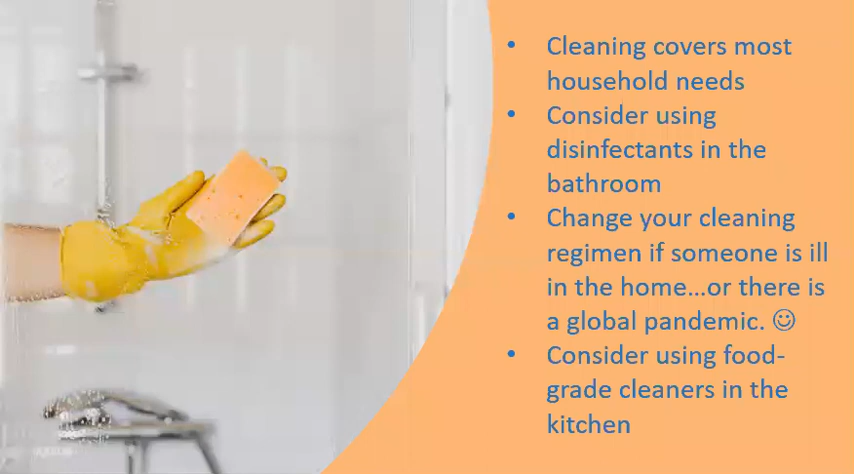 • Cleaning covers most
household needs
• Consider using
disinfectants in the
bathroom
• Change your cleaning
regimen if someone is ill
in the home...or there is
a global pandemic. ☺
• Consider using food-
grade cleaners in the
kitchen